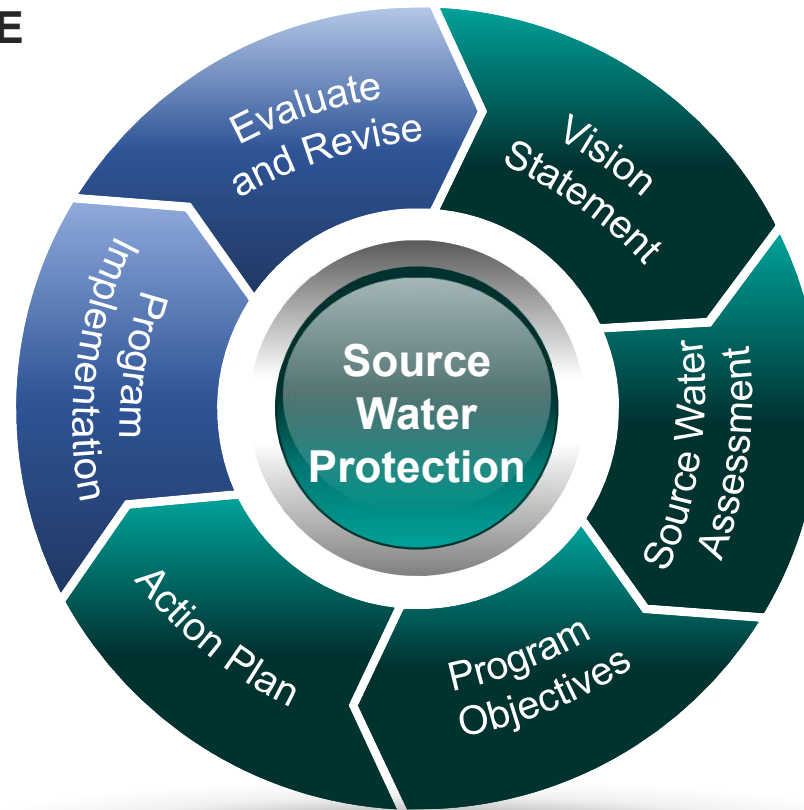 E
Evaluate
and Revise
Vision
Statement
Source Water
Assessment
Program
Objectives
Action Plan
Program
Implementation
Source
Water
Protection